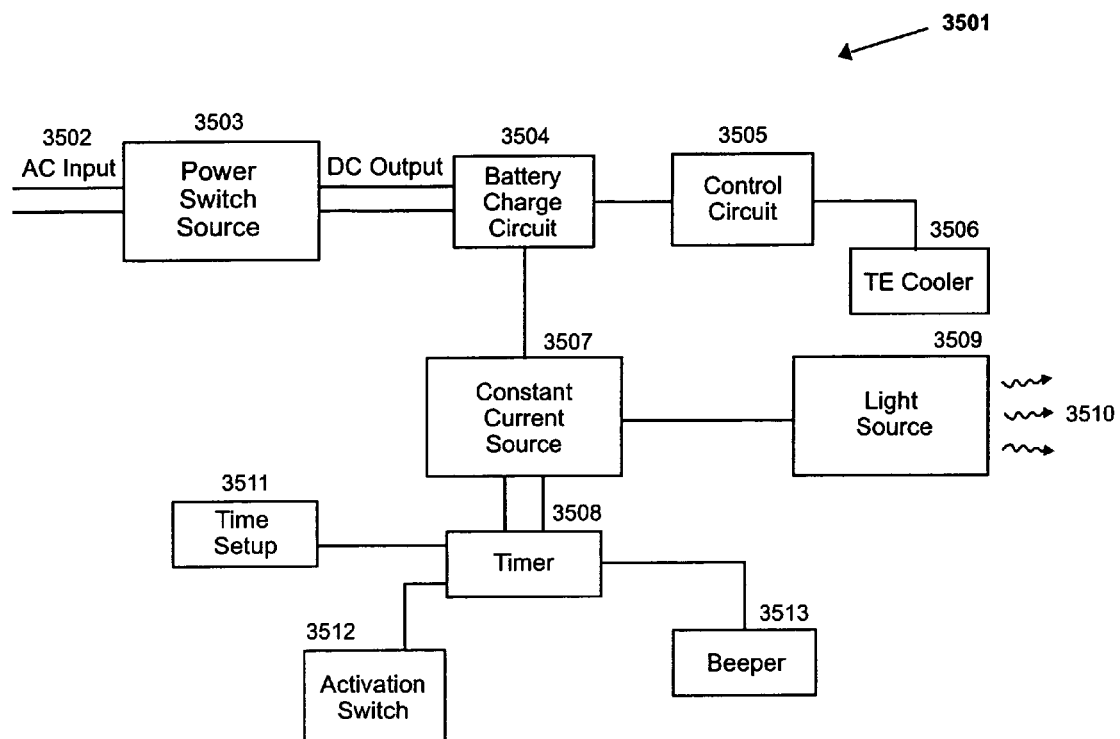 3501
3502
AC Input
3503
Power
Switch
Source
DC Output
3504
Battery
Charge
Circuit
3505
Control
Circuit
3506
TE Cooler
3507
Constant
Current
Source
3509
Light
Source
3510
3511
Time
Setup
3508
Timer
3512
Activation
Switch
3513
Beeper